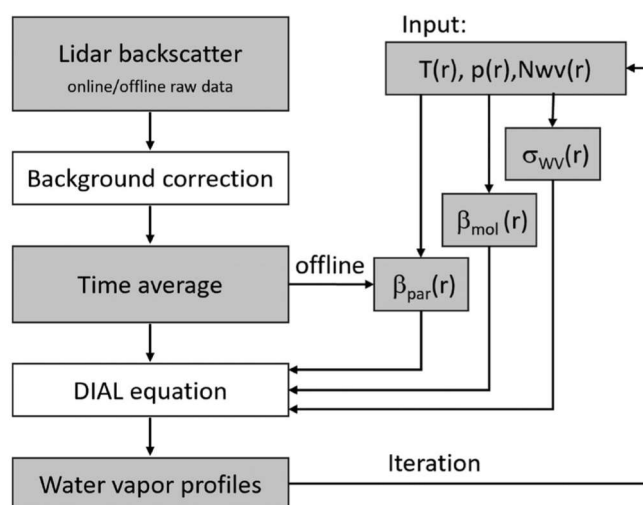 Lidar backscatter
online/offline raw data
Background correction
Time average
offline
DIAL equation
Water vapor profiles
Iteration
Input:
T(r), p(r),Nwv(r)
σWV(r)
βmol (r)
βpar(r)